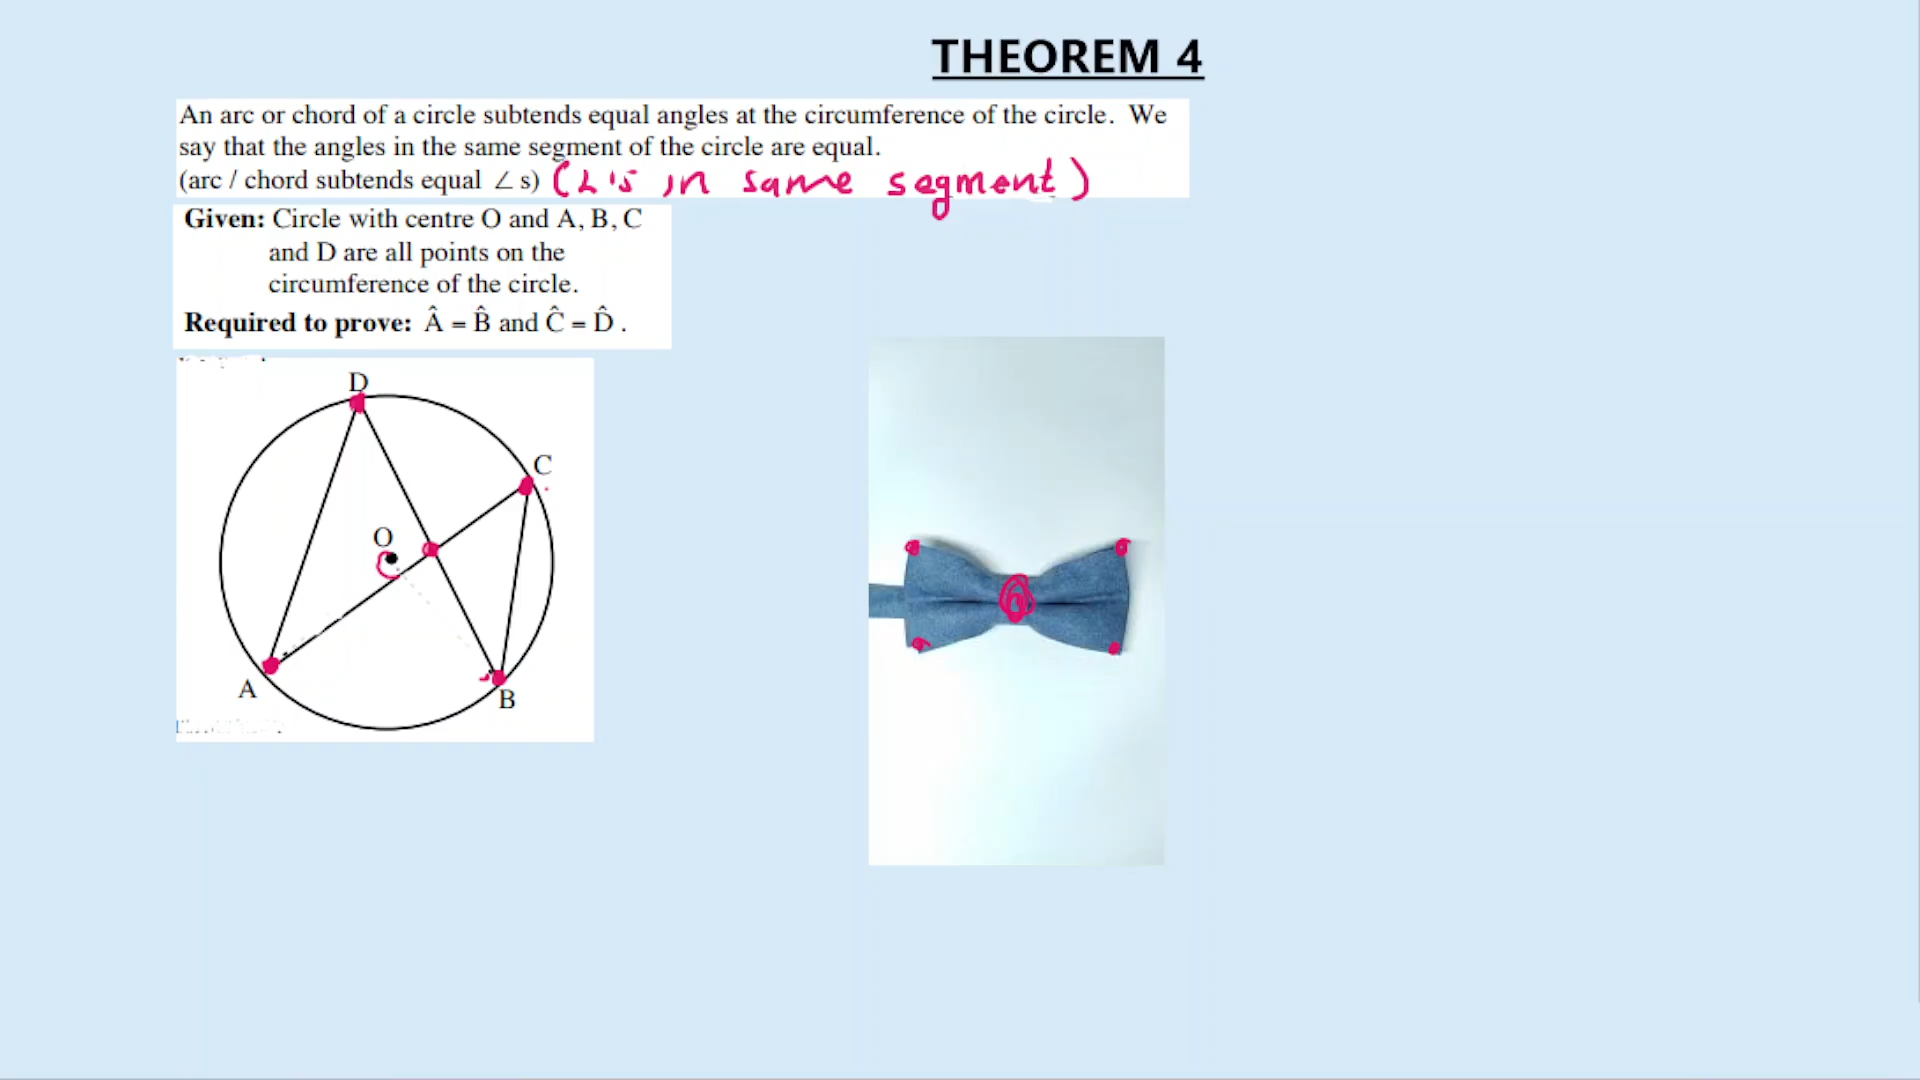 THEOREM 4
An arc or chord of a circle subtends equal angles at the circumference of the circle. We
say that the angles in the same segment of the circle are equal.
(arc / chord subtends equal ∠ s) (∠'s in same segment)
Given: Circle with centre O and A, B, C
and D are all points on the
circumference of the circle.
Required to prove: Â = B̂ and Ĉ = D̂ .
D
C
O
A
B